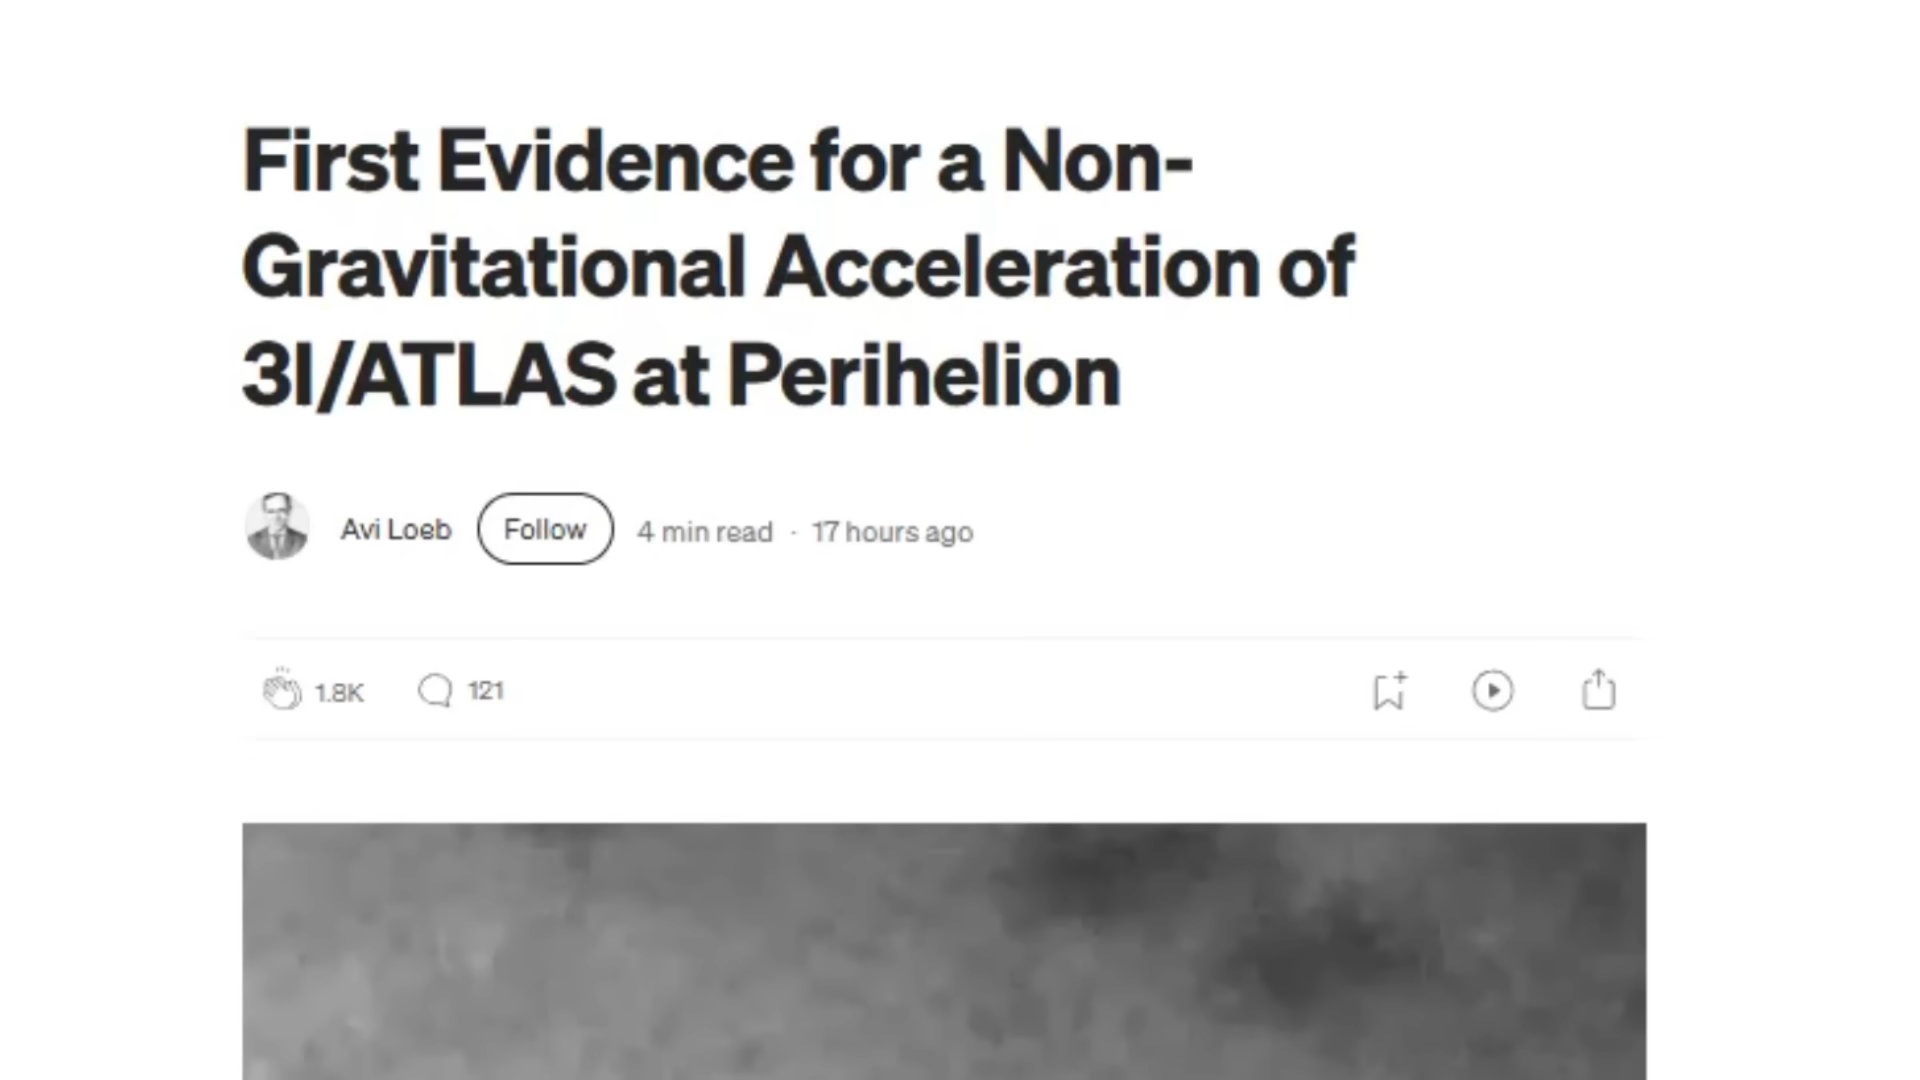 First Evidence for a Non-
Gravitational Acceleration of
3I/ATLAS at Perihelion
Avi Loeb Follow 4 min read · 17 hours ago
1.8K 121